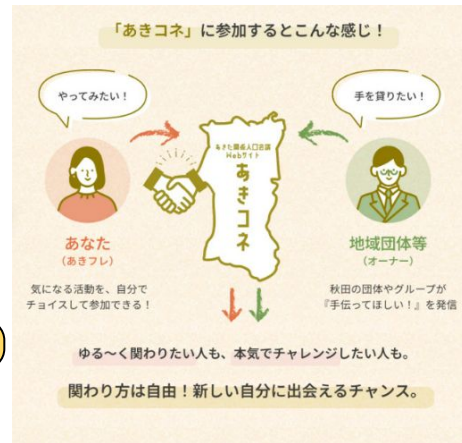 「あきコネ」に参加するとこんな感じ！
やってみたい！
手を貸りたい！
あきた関係人口会議
Webサイト
あきコネ
あなた
（あきフレ）
気になる活動を、自分で
チョイスして参加できる！
地域団体等
（オーナー）
秋田の団体やグループが
『手伝ってほしい！』を発信
ゆる〜く関わりたい人も、本気でチャレンジしたい人も。
関わり方は自由！新しい自分に出会えるチャンス。